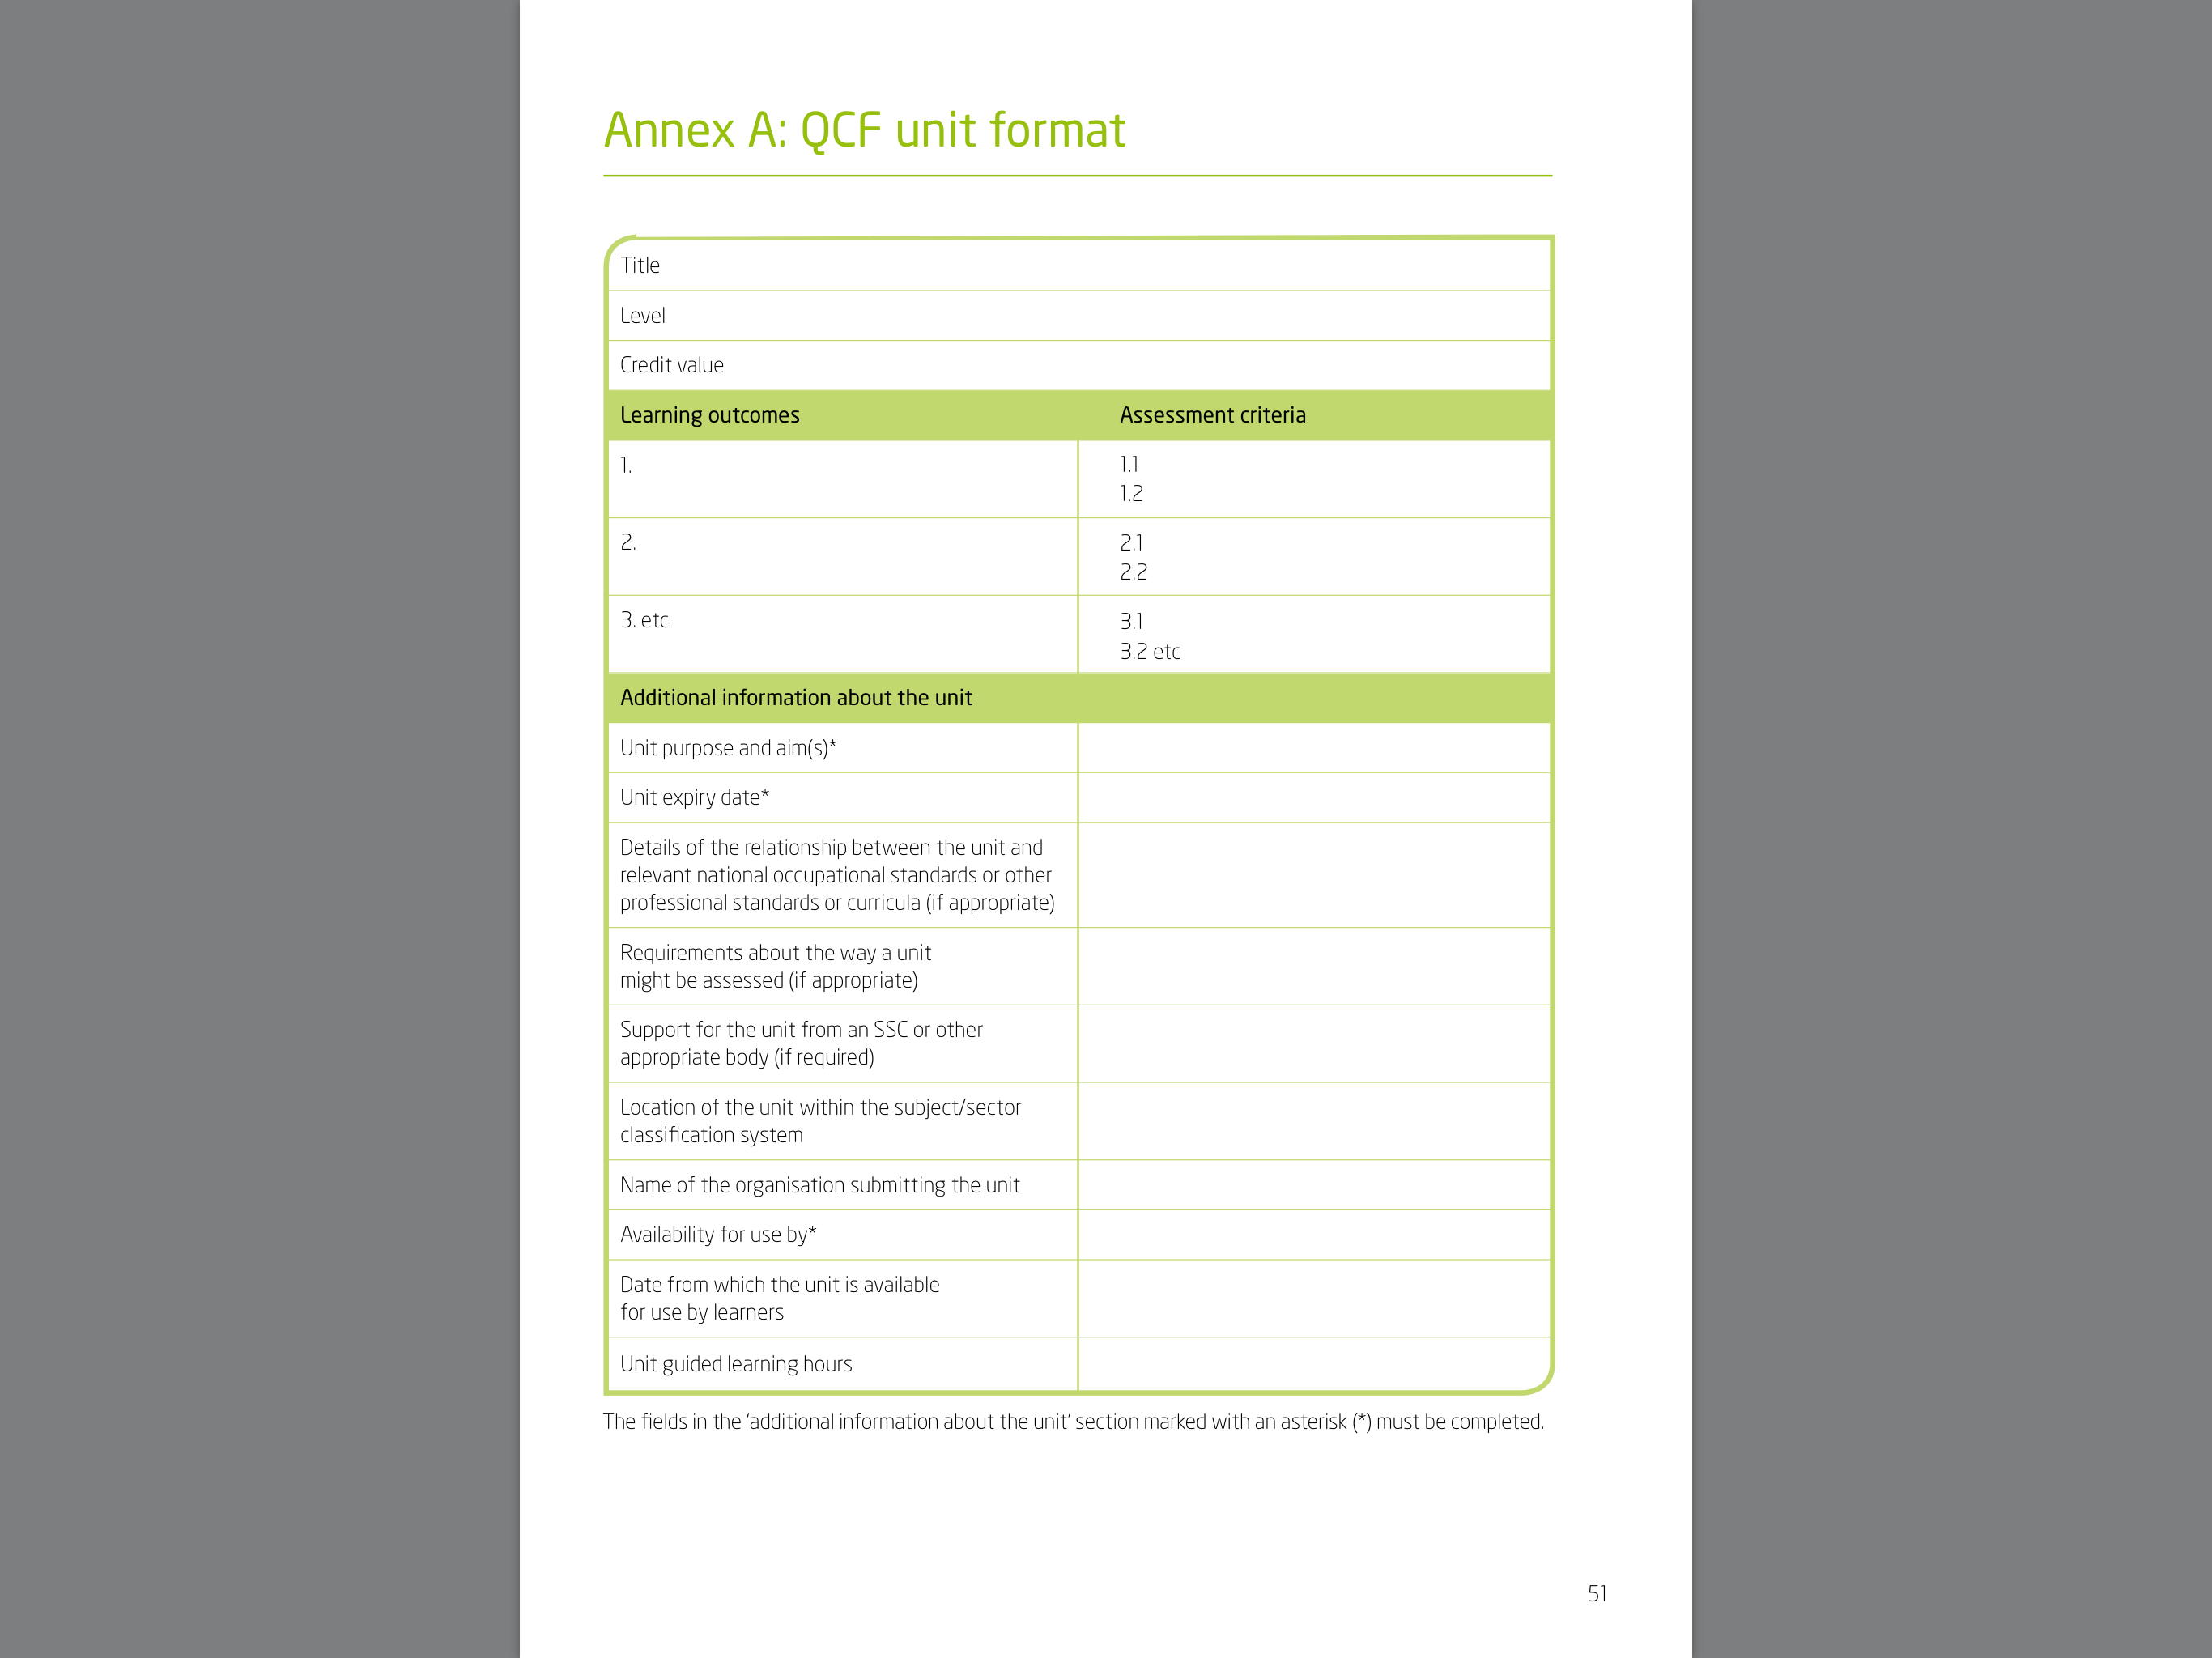 Annex A: QCF unit format
Title
Level
Credit value
Learning outcomes Assessment criteria
1. 1.1
1.2
2. 2.1
2.2
3. etc 3.1
3.2 etc
Additional information about the unit
Unit purpose and aim(s)*
Unit expiry date*
Details of the relationship between the unit and
relevant national occupational standards or other
professional standards or curricula (if appropriate)
Requirements about the way a unit
might be assessed (if appropriate)
Support for the unit from an SSC or other
appropriate body (if required)
Location of the unit within the subject/sector
classification system
Name of the organisation submitting the unit
Availability for use by*
Date from which the unit is available
for use by learners
Unit guided learning hours
The fields in the ‘additional information about the unit’ section marked with an asterisk (*) must be completed.
51